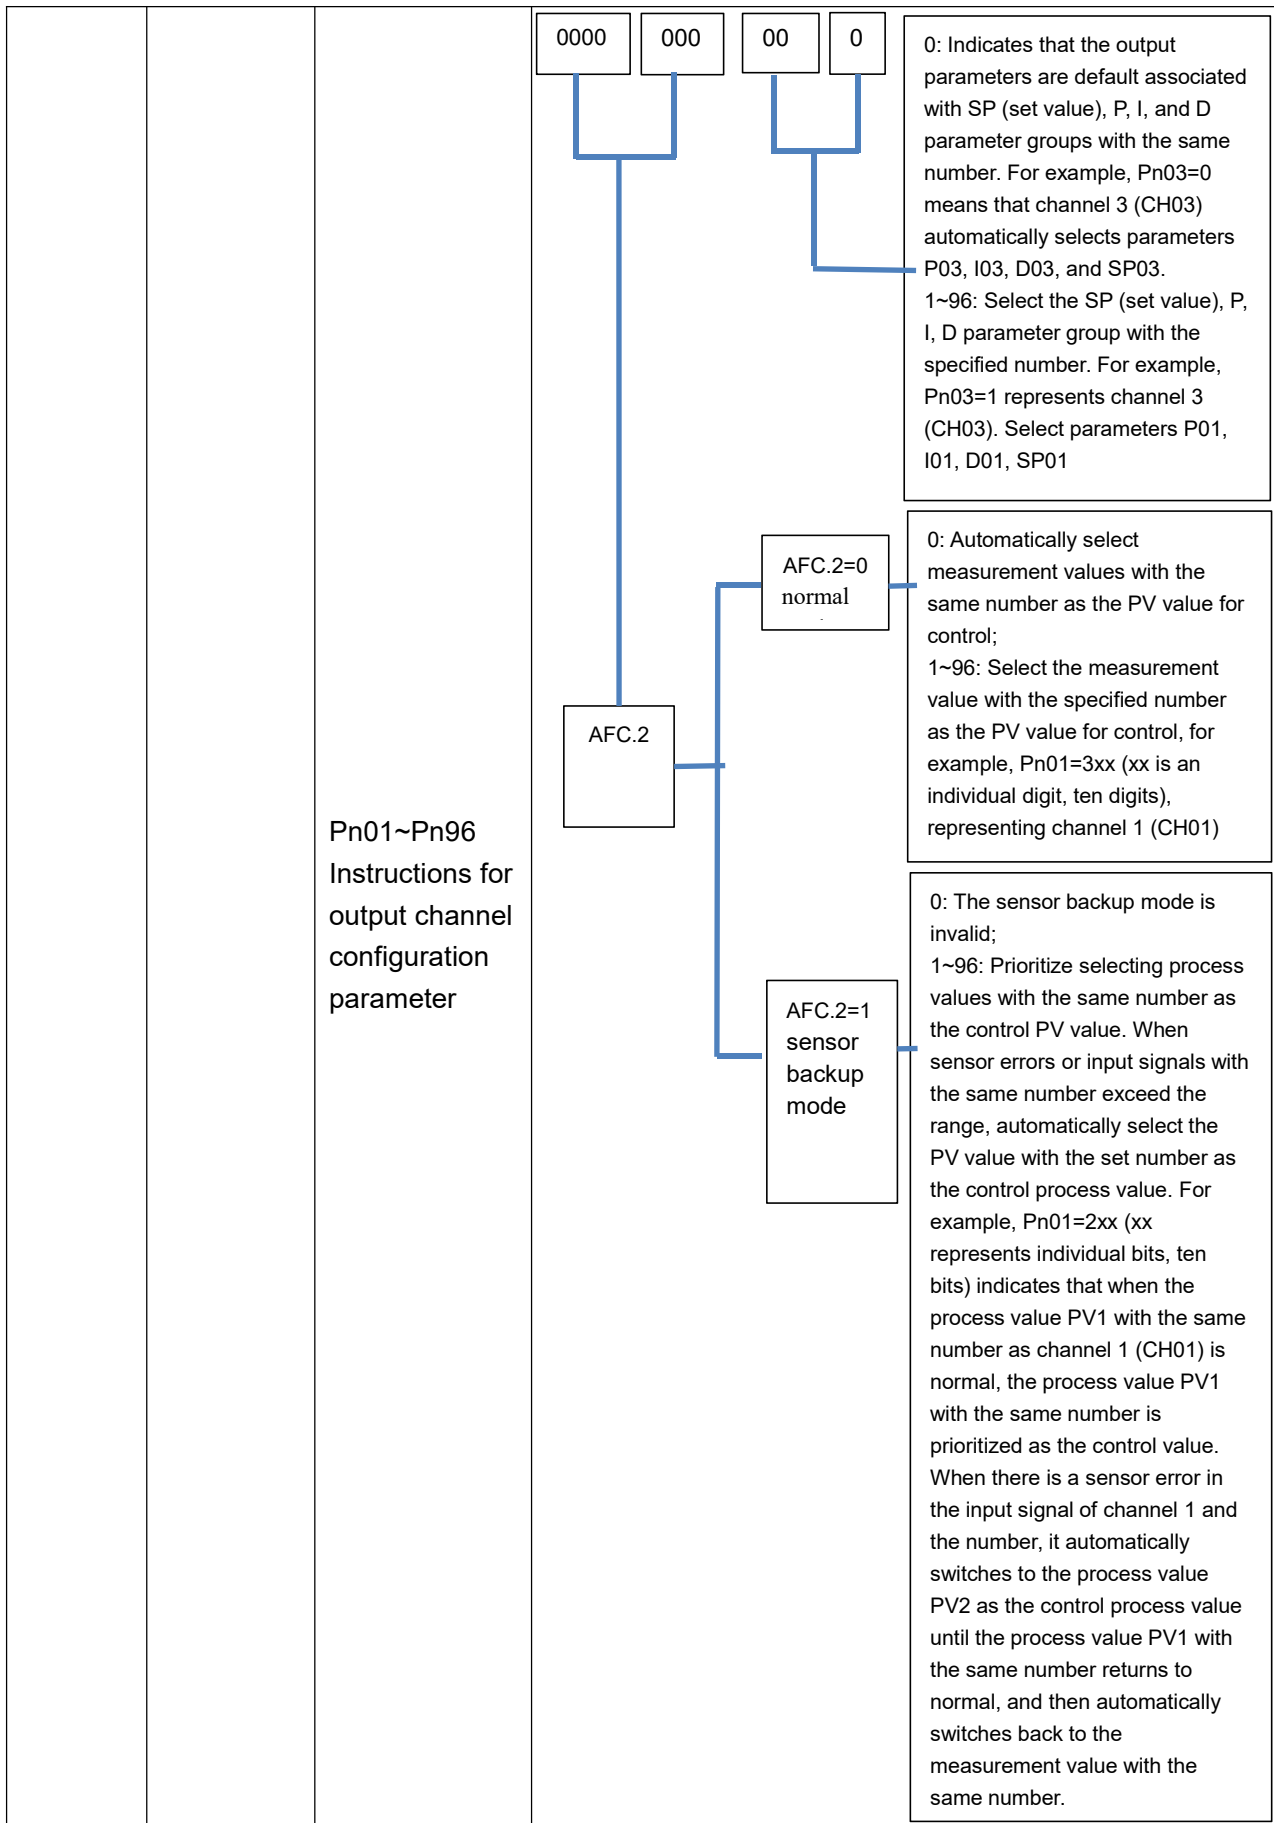 0000
000
00
0
0: Indicates that the output
parameters are default associated
with SP (set value), P, I, and D
parameter groups with the same
number. For example, Pn03=0
means that channel 3 (CH03)
automatically selects parameters
P03, I03, D03, and SP03.
1~96: Select the SP (set value), P,
I, D parameter group with the
specified number. For example,
Pn03=1 represents channel 3
(CH03). Select parameters P01,
I01, D01, SP01
Pn01~Pn96
Instructions for
output channel
configuration
parameter
AFC.2
AFC.2=0
normal
0: Automatically select
measurement values with the
same number as the PV value for
control;
1~96: Select the measurement
value with the specified number
as the PV value for control, for
example, Pn01=3xx (xx is an
individual digit, ten digits),
representing channel 1 (CH01)
AFC.2=1
sensor
backup
mode
0: The sensor backup mode is
invalid;
1~96: Prioritize selecting process
values with the same number as
the control PV value. When
sensor errors or input signals with
the same number exceed the
range, automatically select the
PV value with the set number as
the control process value. For
example, Pn01=2xx (xx
represents individual bits, ten
bits) indicates that when the
process value PV1 with the same
number as channel 1 (CH01) is
normal, the process value PV1
with the same number is
prioritized as the control value.
When there is a sensor error in
the input signal of channel 1 and
the number, it automatically
switches to the process value
PV2 as the control process value
until the process value PV1 with
the same number returns to
normal, and then automatically
switches back to the
measurement value with the
same number.